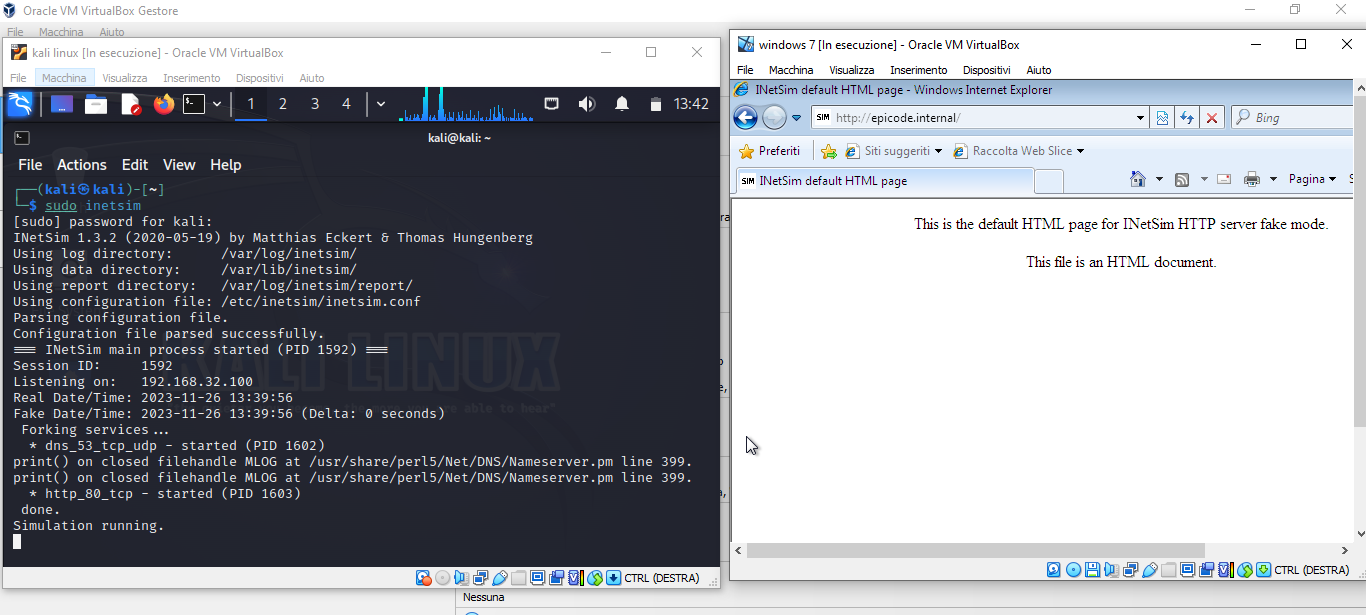 Oracle VM VirtualBox Gestore
File Macchina Aiuto
kali linux [In esecuzione] - Oracle VM VirtualBox
File Macchina Visualizza Inserimento Dispositivi Aiuto
1 2 3 4 13:42
kali@kali: ~
File Actions Edit View Help
┌──(kali㉿kali)-[~]
└─$ sudo inetsim
[sudo] password for kali:
INetSim 1.3.2 (2020-05-19) by Matthias Eckert & Thomas Hungenberg
Using log directory: /var/log/inetsim/
Using data directory: /var/lib/inetsim/
Using report directory: /var/log/inetsim/report/
Using configuration file: /etc/inetsim/inetsim.conf
Parsing configuration file.
Configuration file parsed successfully.
=== INetSim main process started (PID 1592) ===
Session ID: 1592
Listening on: 192.168.32.100
Real Date/Time: 2023-11-26 13:39:56
Fake Date/Time: 2023-11-26 13:39:56 (Delta: 0 seconds)
Forking services...
* dns_53_tcp_udp - started (PID 1602)
print() on closed filehandle MLOG at /usr/share/perl5/Net/DNS/Nameserver.pm line 399.
print() on closed filehandle MLOG at /usr/share/perl5/Net/DNS/Nameserver.pm line 399.
* http_80_tcp - started (PID 1603)
done.
Simulation running.
KALI LINUX
able to hear"
CTRL (DESTRA)
windows 7 [In esecuzione] - Oracle VM VirtualBox
File Macchina Visualizza Inserimento Dispositivi Aiuto
INetSim default HTML page - Windows Internet Explorer
SIM http://epicode.internal/ Bing
Preferiti Siti suggeriti Raccolta Web Slice
SIM INetSim default HTML page Pagina
This is the default HTML page for INetSim HTTP server fake mode.
This file is an HTML document.
CTRL (DESTRA)
Nessuna